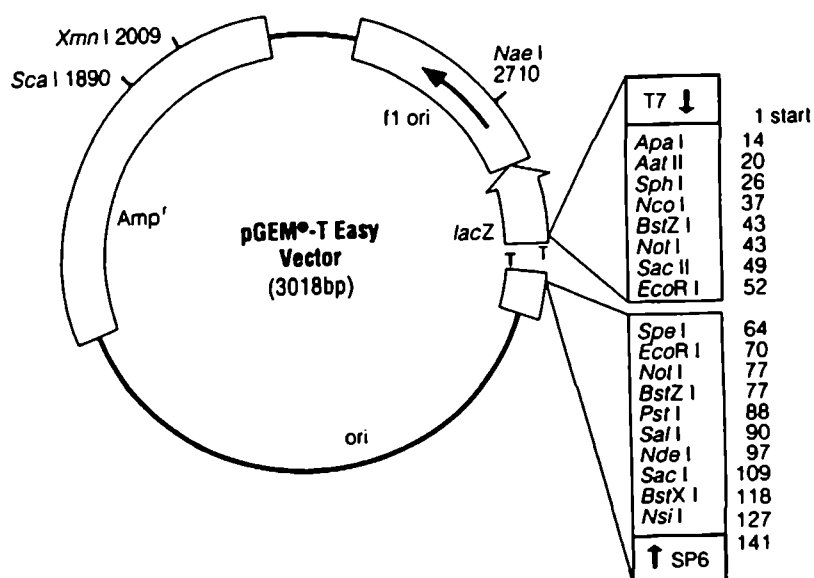 Xmn I 2009
Sca I 1890
Nae I
2710
f1 ori
Ampr
pGEM®-T Easy
Vector
(3018bp)
lacZ
T T
ori
T7 ↓
1 start
Apa I 14
Aat II 20
Sph I 26
Nco I 37
BstZ I 43
Not I 43
Sac II 49
EcoR I 52
Spe I 64
EcoR I 70
Not I 77
BstZ I 77
Pst I 88
Sal I 90
Nde I 97
Sac I 109
BstX I 118
Nsi I 127
141
↑ SP6